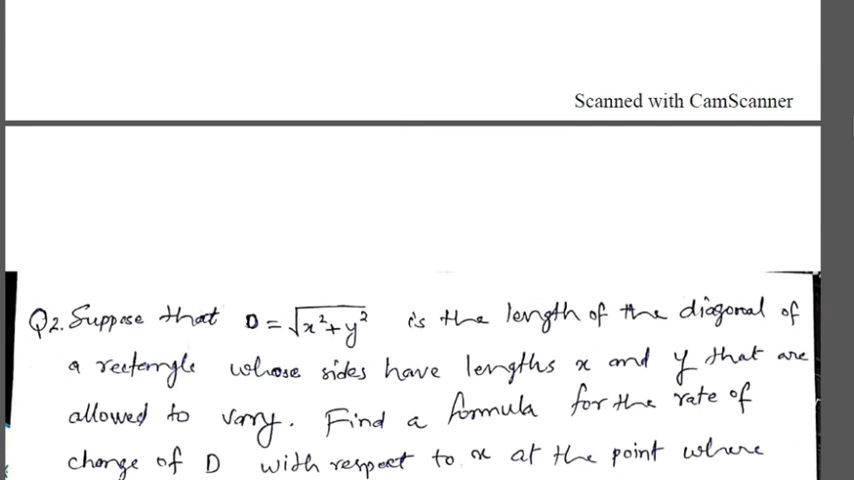 Scanned with CamScanner
Q2. Suppose that D = √x²+y² is the length of the diagonal of
a rectangle whose sides have lengths x and y that are
allowed to vary. Find a formula for the rate of
change of D with respect to x at the point where